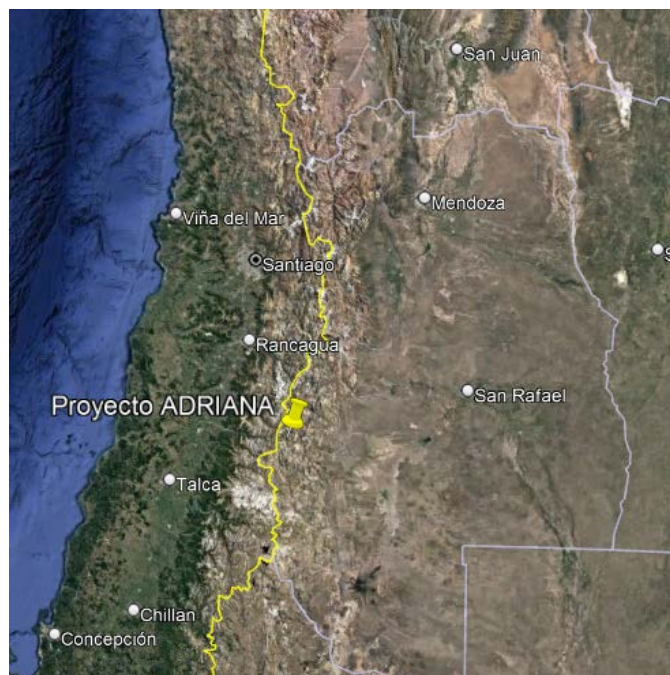 San Juan
Mendoza
Viña del Mar
Santiago
Rancagua
San Rafael
Proyecto ADRIANA
Talca
Chillan
Concepción